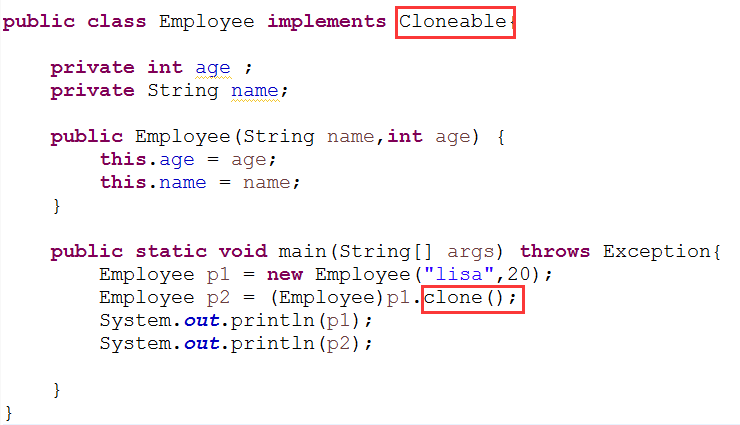 public class Employee implements Cloneable{
private int age ;
private String name;
public Employee(String name,int age) {
this.age = age;
this.name = name;
}
public static void main(String[] args) throws Exception{
Employee p1 = new Employee("lisa",20);
Employee p2 = (Employee)p1.clone();
System.out.println(p1);
System.out.println(p2);
}
}